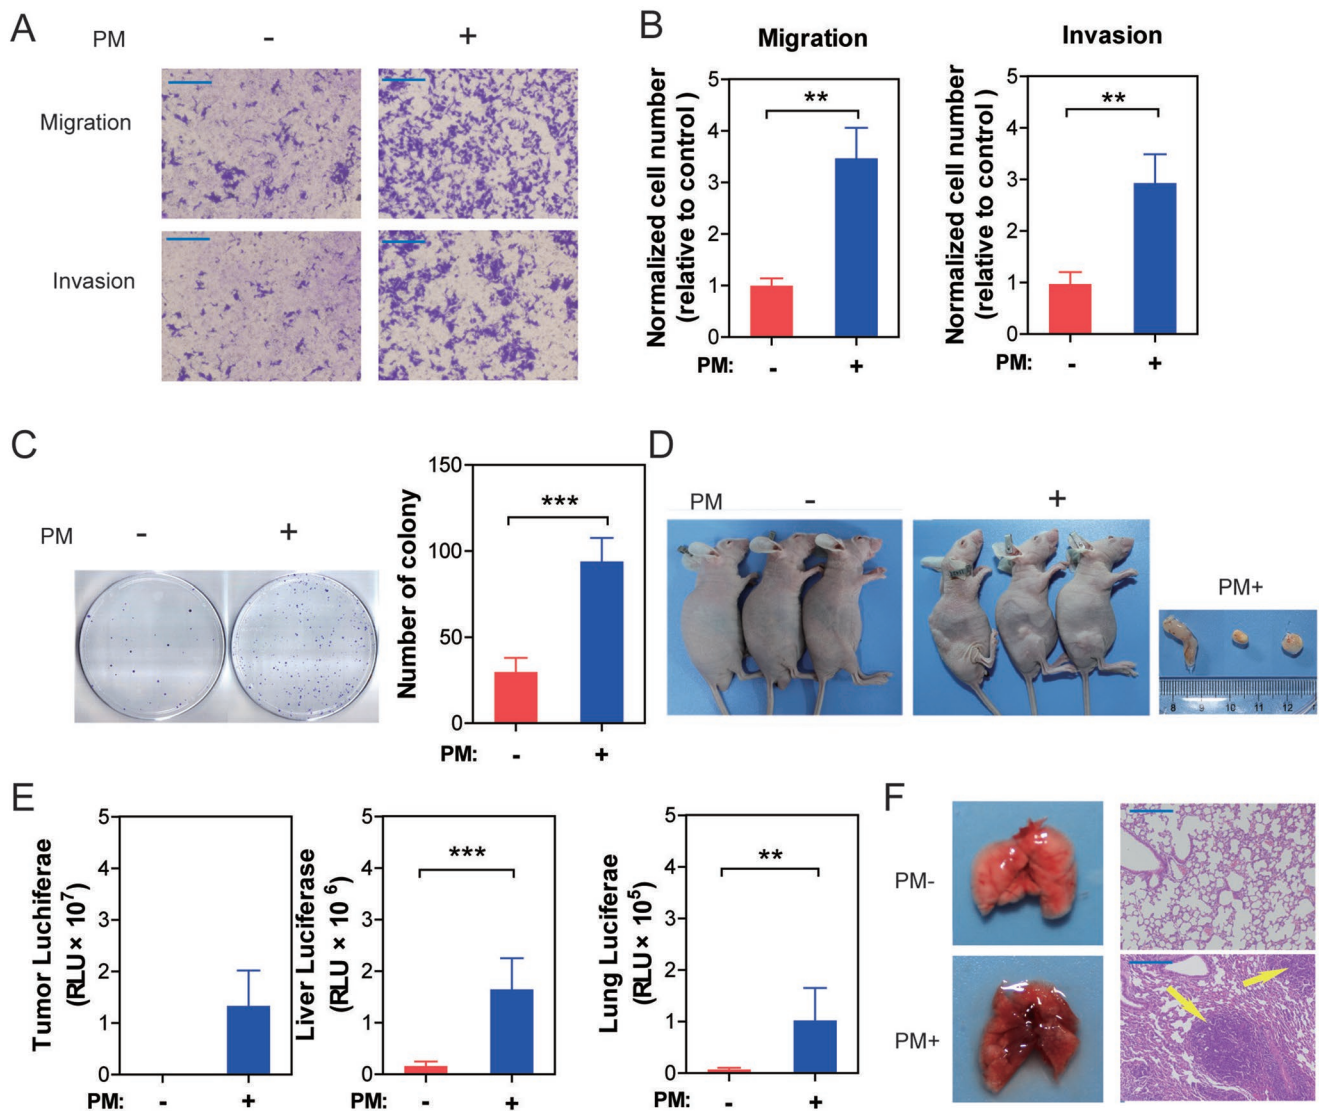 A
PM - +
Migration
Invasion
B
Migration
Normalized cell number
(relative to control)
5
4
3
2
1
0
**
PM: - +
Invasion
Normalized cell number
(relative to control)
5
4
3
2
1
0
**
PM: - +
C
PM - +
Number of colony
150
100
50
0
***
PM: - +
D
PM - +
PM+
8 9 10 11 12
E
Tumor Luchiferae
(RLU × 10⁷)
5
4
3
2
1
0
PM: - +
Liver Luciferase
(RLU × 10⁶)
5
4
3
2
1
0
***
PM: - +
Lung Luciferae
(RLU × 10⁵)
5
4
3
2
1
0
**
PM: - +
F
PM-
PM+